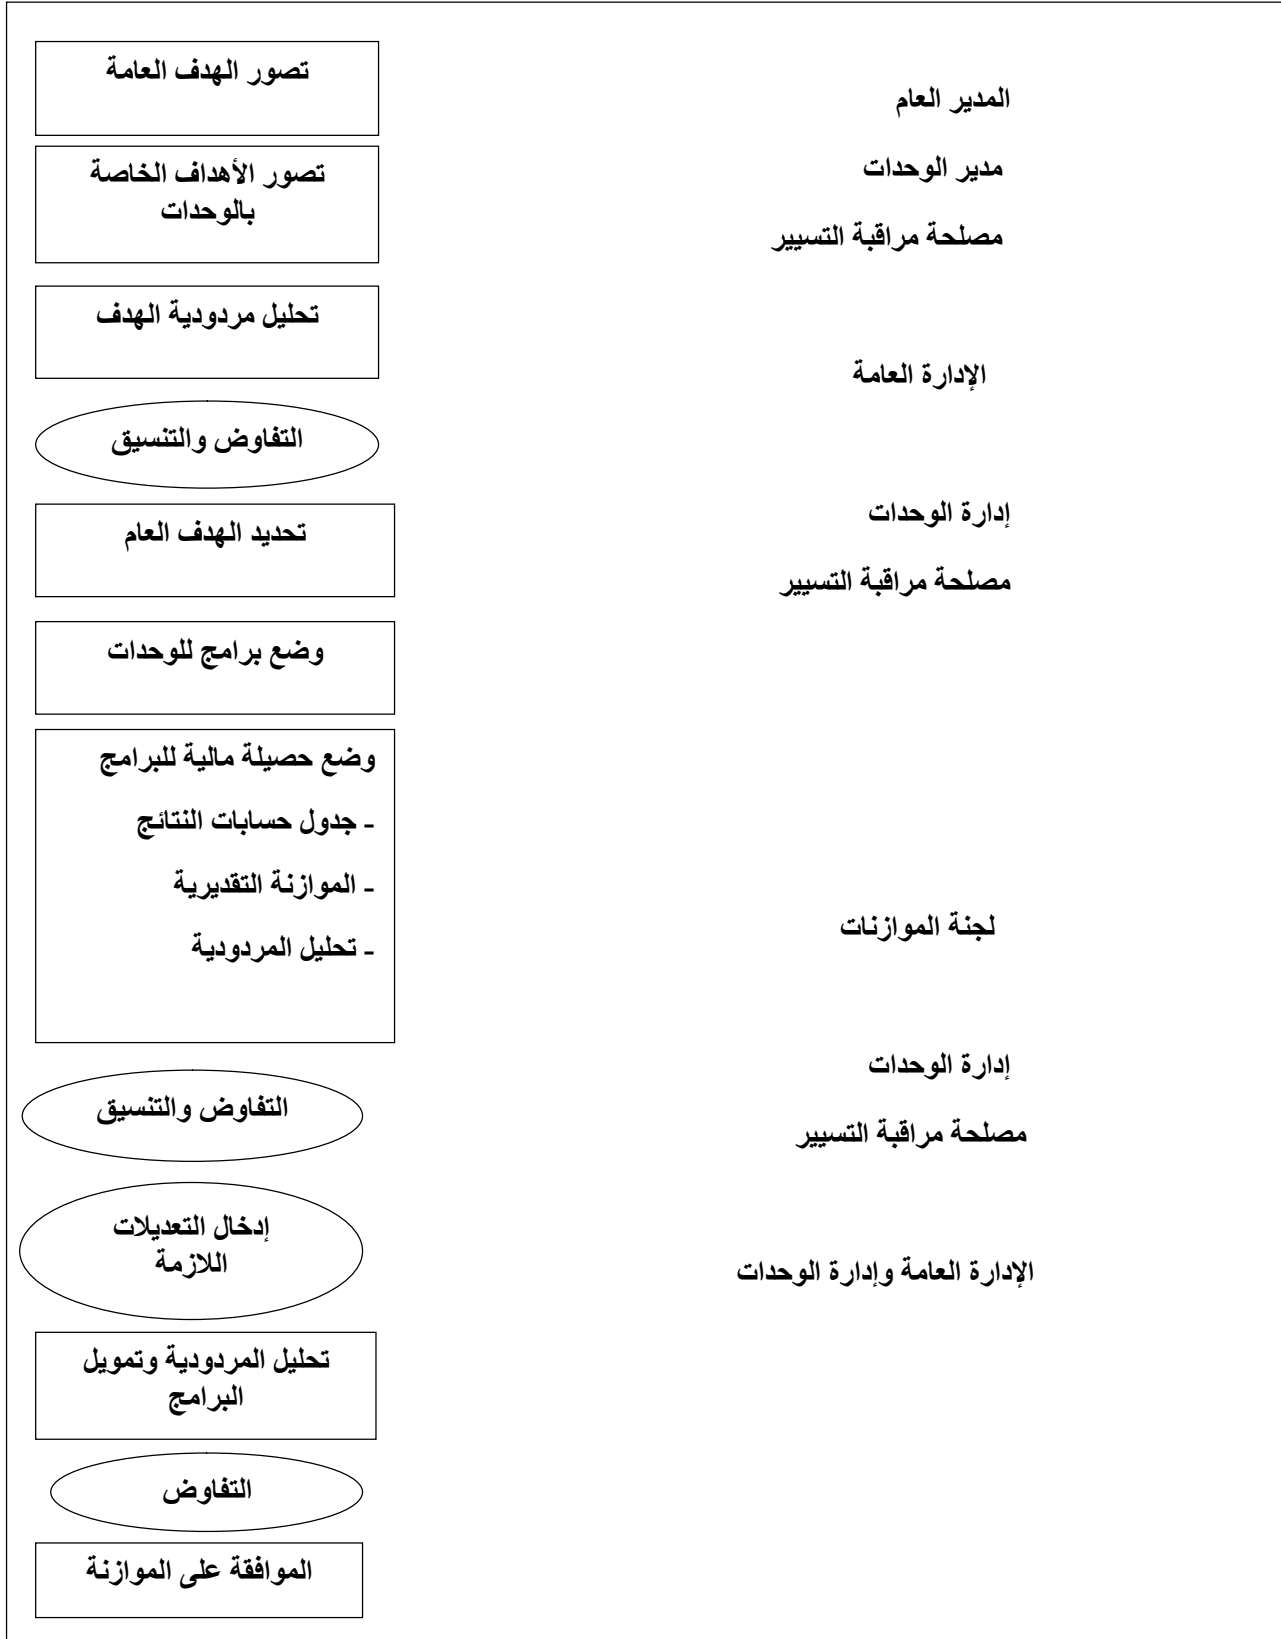 تصور الهدف العامة
المدير العام
تصور الأهداف الخاصة
بالوحدات
مدير الوحدات
مصلحة مراقبة التسيير
تحليل مردودية الهدف
الإدارة العامة
التفاوض والتنسيق
تحديد الهدف العام
إدارة الوحدات
مصلحة مراقبة التسيير
وضع برامج للوحدات
وضع حصيلة مالية للبرامج
- جدول حسابات النتائج
- الموازنة التقديرية
- تحليل المردودية
لجنة الموازنات
إدارة الوحدات
التفاوض والتنسيق
مصلحة مراقبة التسيير
إدخال التعديلات
اللازمة
الإدارة العامة وإدارة الوحدات
تحليل المردودية وتمويل
البرامج
التفاوض
الموافقة على الموازنة